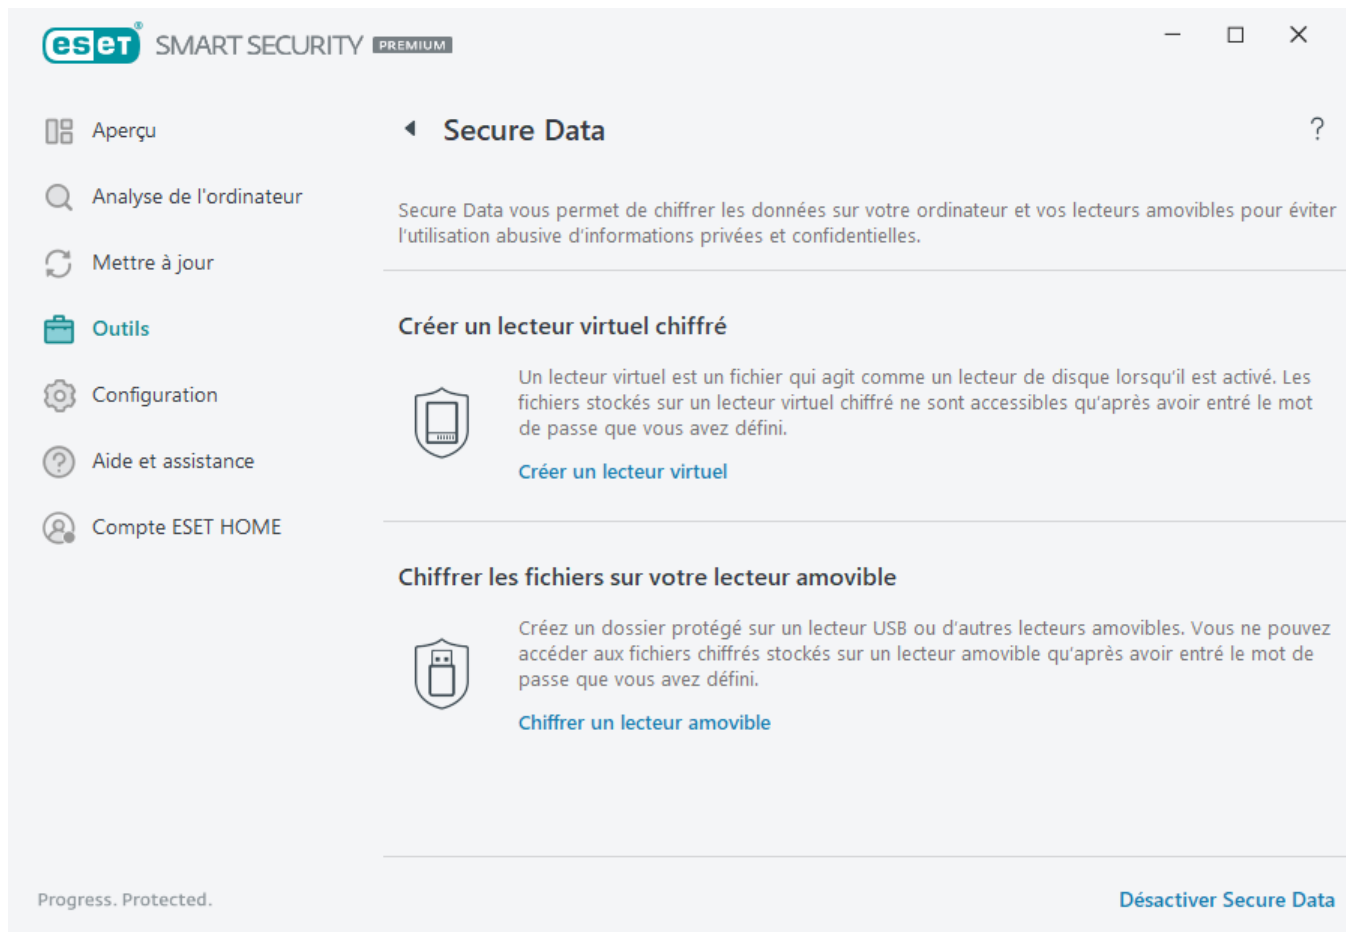 eset® SMART SECURITY PREMIUM
Aperçu
Analyse de l'ordinateur
Mettre à jour
Outils
Configuration
Aide et assistance
Compte ESET HOME
Secure Data
?
Secure Data vous permet de chiffrer les données sur votre ordinateur et vos lecteurs amovibles pour éviter
l'utilisation abusive d'informations privées et confidentielles.
Créer un lecteur virtuel chiffré
Un lecteur virtuel est un fichier qui agit comme un lecteur de disque lorsqu'il est activé. Les
fichiers stockés sur un lecteur virtuel chiffré ne sont accessibles qu'après avoir entré le mot
de passe que vous avez défini.
Créer un lecteur virtuel
Chiffrer les fichiers sur votre lecteur amovible
Créez un dossier protégé sur un lecteur USB ou d'autres lecteurs amovibles. Vous ne pouvez
accéder aux fichiers chiffrés stockés sur un lecteur amovible qu'après avoir entré le mot de
passe que vous avez défini.
Chiffrer un lecteur amovible
Progress. Protected.
Désactiver Secure Data